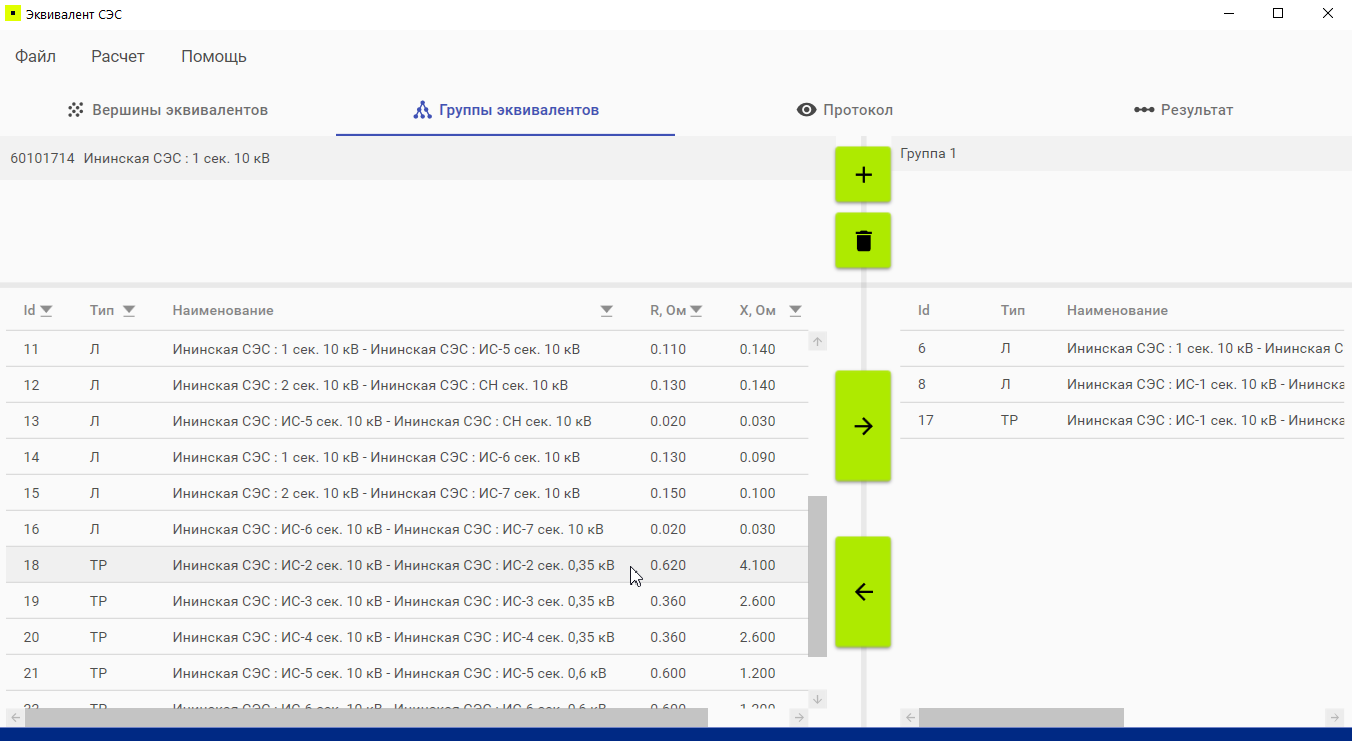 Эквивалент СЭС
Файл Расчет Помощь
Вершины эквивалентов Группы эквивалентов Протокол Результат
60101714 Ининская СЭС : 1 сек. 10 кВ
Группа 1
Id Тип Наименование R, Ом X, Ом
11 Л Ининская СЭС : 1 сек. 10 кВ - Ининская СЭС : ИС-5 сек. 10 кВ 0.110 0.140
12 Л Ининская СЭС : 2 сек. 10 кВ - Ининская СЭС : СН сек. 10 кВ 0.130 0.140
13 Л Ининская СЭС : ИС-5 сек. 10 кВ - Ининская СЭС : СН сек. 10 кВ 0.020 0.030
14 Л Ининская СЭС : 1 сек. 10 кВ - Ининская СЭС : ИС-6 сек. 10 кВ 0.130 0.090
15 Л Ининская СЭС : 2 сек. 10 кВ - Ининская СЭС : ИС-7 сек. 10 кВ 0.150 0.100
16 Л Ининская СЭС : ИС-6 сек. 10 кВ - Ининская СЭС : ИС-7 сек. 10 кВ 0.020 0.030
18 ТР Ининская СЭС : ИС-2 сек. 10 кВ - Ининская СЭС : ИС-2 сек. 0,35 кВ 0.620 4.100
19 ТР Ининская СЭС : ИС-3 сек. 10 кВ - Ининская СЭС : ИС-3 сек. 0,35 кВ 0.360 2.600
20 ТР Ининская СЭС : ИС-4 сек. 10 кВ - Ининская СЭС : ИС-4 сек. 0,35 кВ 0.360 2.600
21 ТР Ининская СЭС : ИС-5 сек. 10 кВ - Ининская СЭС : ИС-5 сек. 0,6 кВ 0.600 1.200
Id Тип Наименование
6 Л Ининская СЭС : 1 сек. 10 кВ - Ининская С
8 Л Ининская СЭС : ИС-1 сек. 10 кВ - Ининска
17 ТР Ининская СЭС : ИС-1 сек. 10 кВ - Ининска